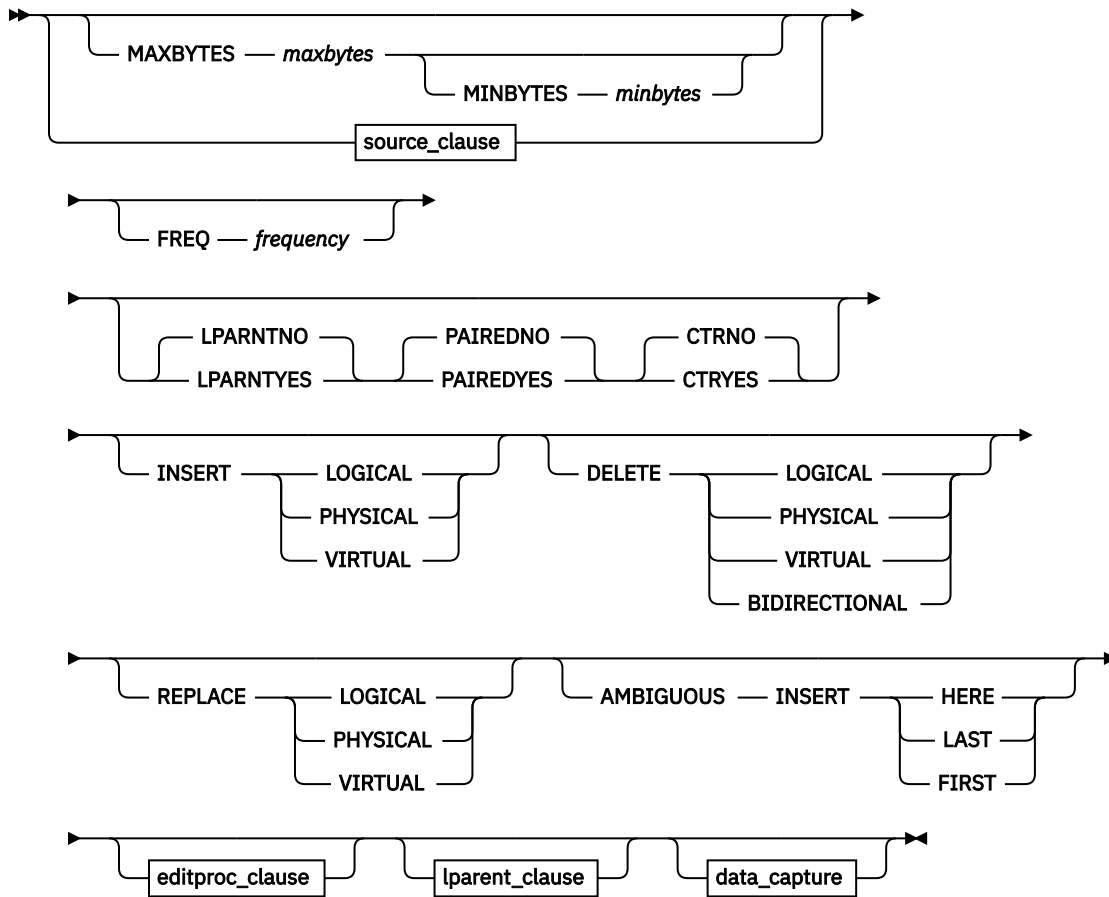 MAXBYTES maxbytes
MINBYTES minbytes
source_clause
FREQ frequency
LPARNTNO PAIREDNO CTRNO
LPARNTYES PAIREDYES CTRYES
INSERT LOGICAL DELETE LOGICAL
PHYSICAL PHYSICAL
VIRTUAL VIRTUAL
BIDIRECTIONAL
REPLACE LOGICAL AMBIGUOUS INSERT HERE
PHYSICAL LAST
VIRTUAL FIRST
editproc_clause lparent_clause data_capture